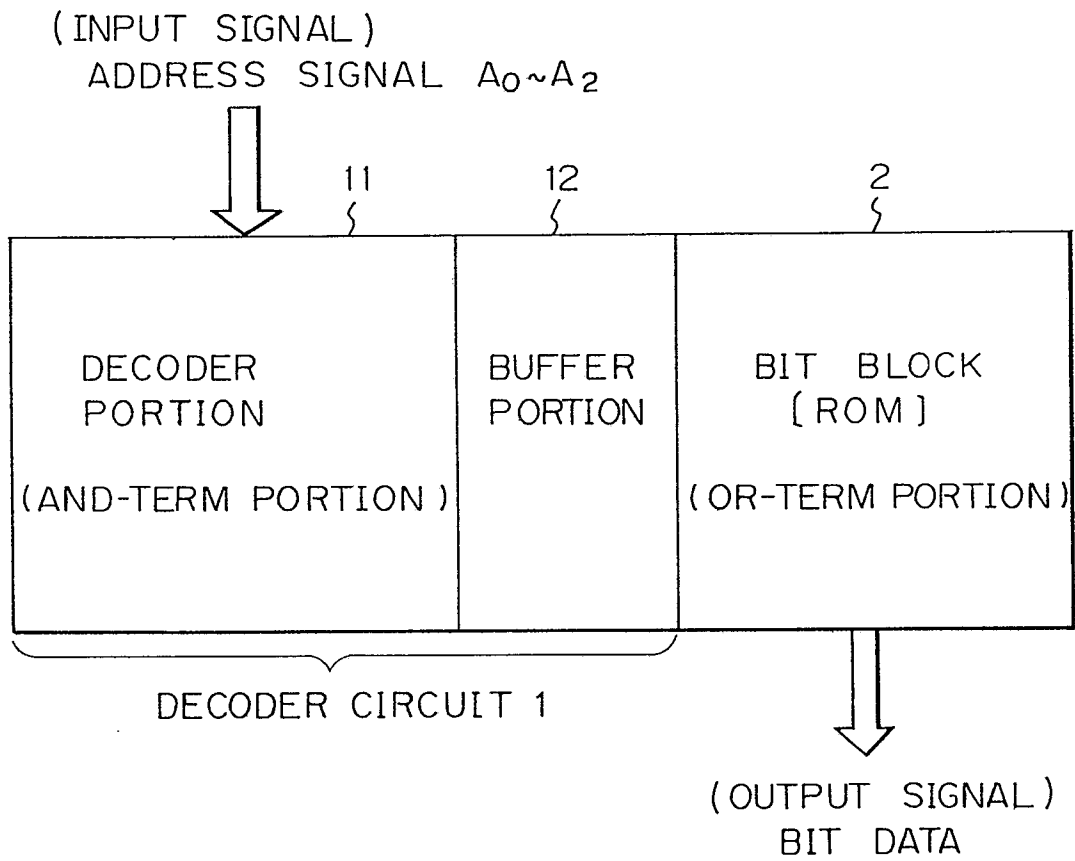 (INPUT SIGNAL)
ADDRESS SIGNAL A0~A2
11
12
2
DECODER
PORTION
(AND-TERM PORTION)
BUFFER
PORTION
BIT BLOCK
[ROM]
(OR-TERM PORTION)
DECODER CIRCUIT 1
(OUTPUT SIGNAL)
BIT DATA